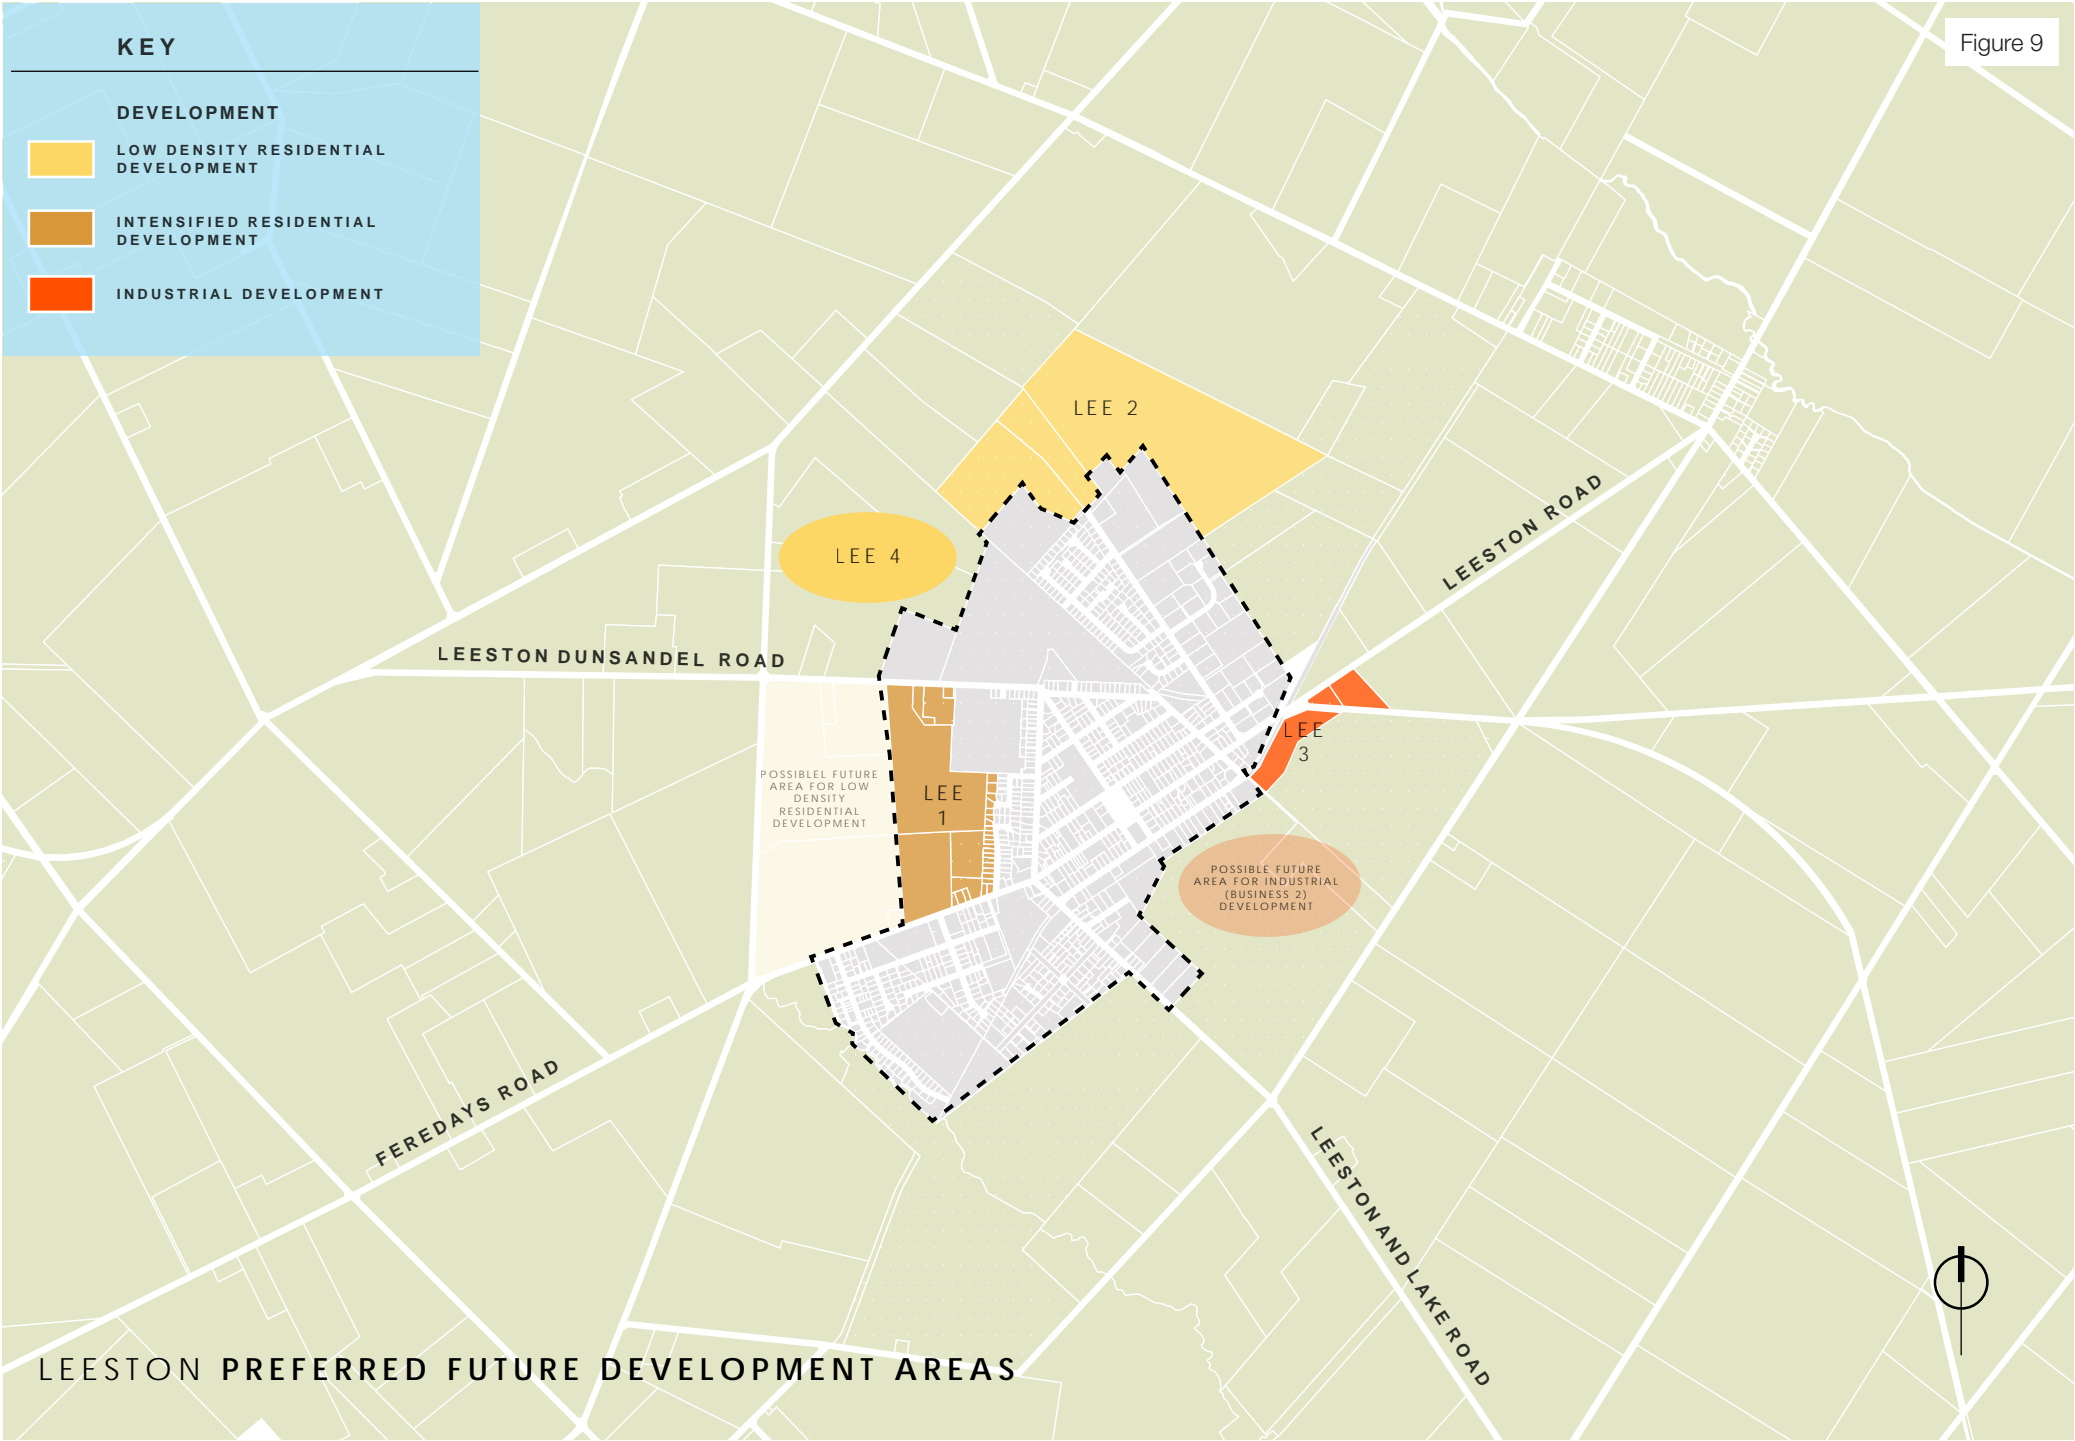 KEY
Figure 9
DEVELOPMENT
LOW DENSITY RESIDENTIAL
DEVELOPMENT
INTENSIFIED RESIDENTIAL
DEVELOPMENT
INDUSTRIAL DEVELOPMENT
LEE 2
LEESTON ROAD
LEE 4
LEESTON DUNSANDEL ROAD
LEE
3
POSSIBLEL FUTURE
AREA FOR LOW
DENSITY
RESIDENTIAL
DEVELOPMENT
LEE
1
POSSIBLE FUTURE
AREA FOR INDUSTRIAL
(BUSINESS 2)
DEVELOPMENT
FEREDAYS ROAD
LEESTON AND LAKE ROAD
LEESTON PREFERRED FUTURE DEVELOPMENT AREAS